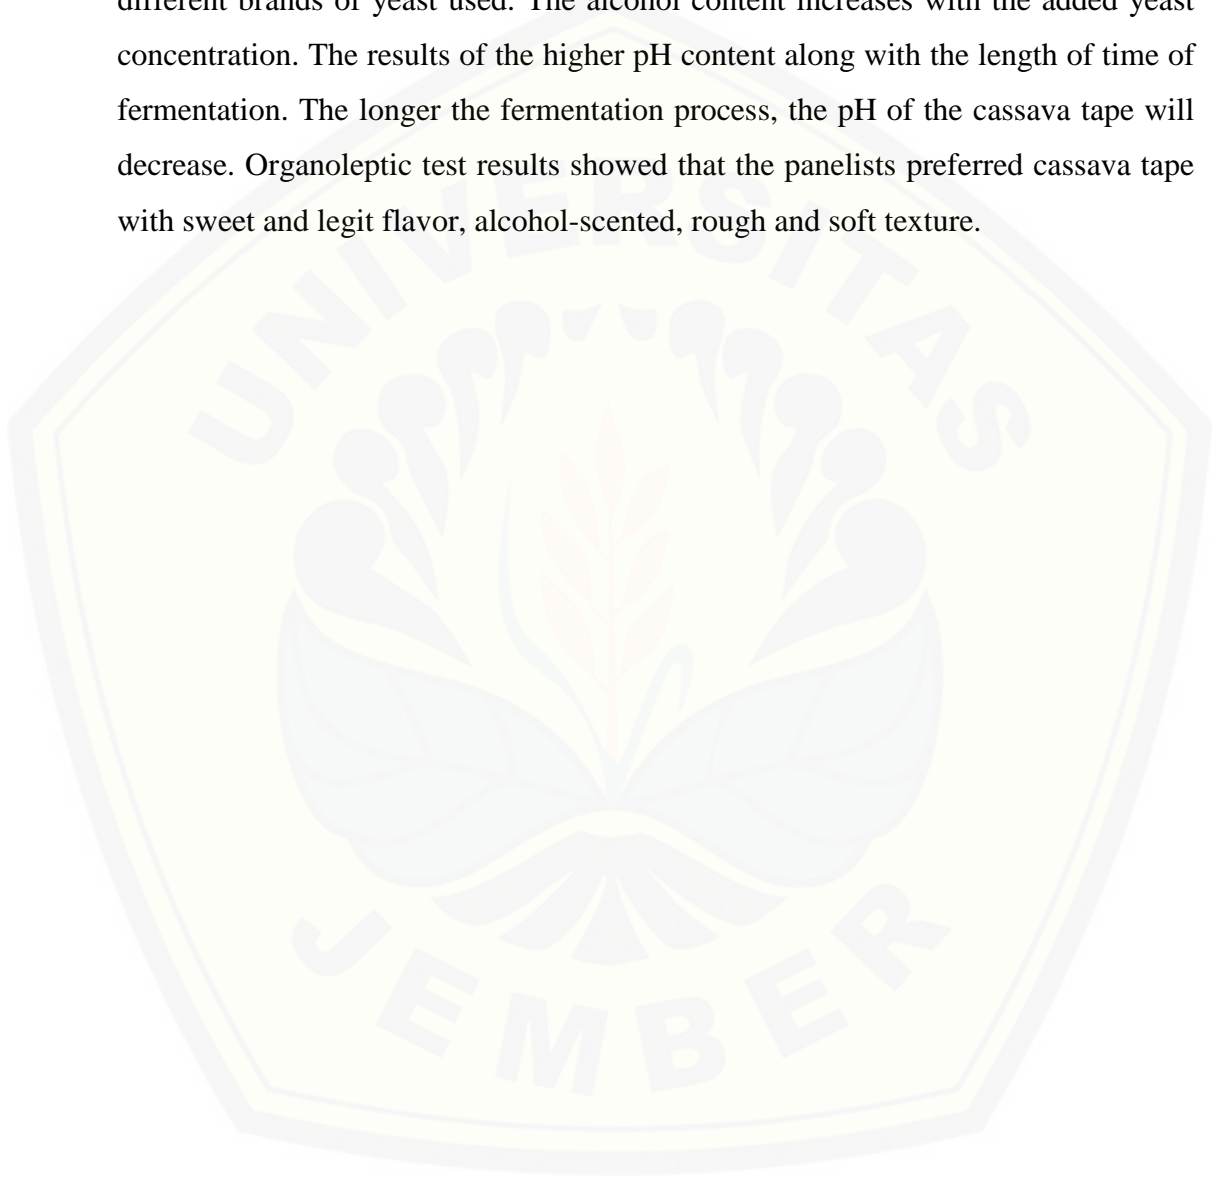 different brands of yeast used. The alcohol content increases with the added yeast
concentration. The results of the higher pH content along with the length of time of
fermentation. The longer the fermentation process, the pH of the cassava tape will
decrease. Organoleptic test results showed that the panelists preferred cassava tape
with sweet and legit flavor, alcohol-scented, rough and soft texture.
UNIVERSITAS
JEMBER